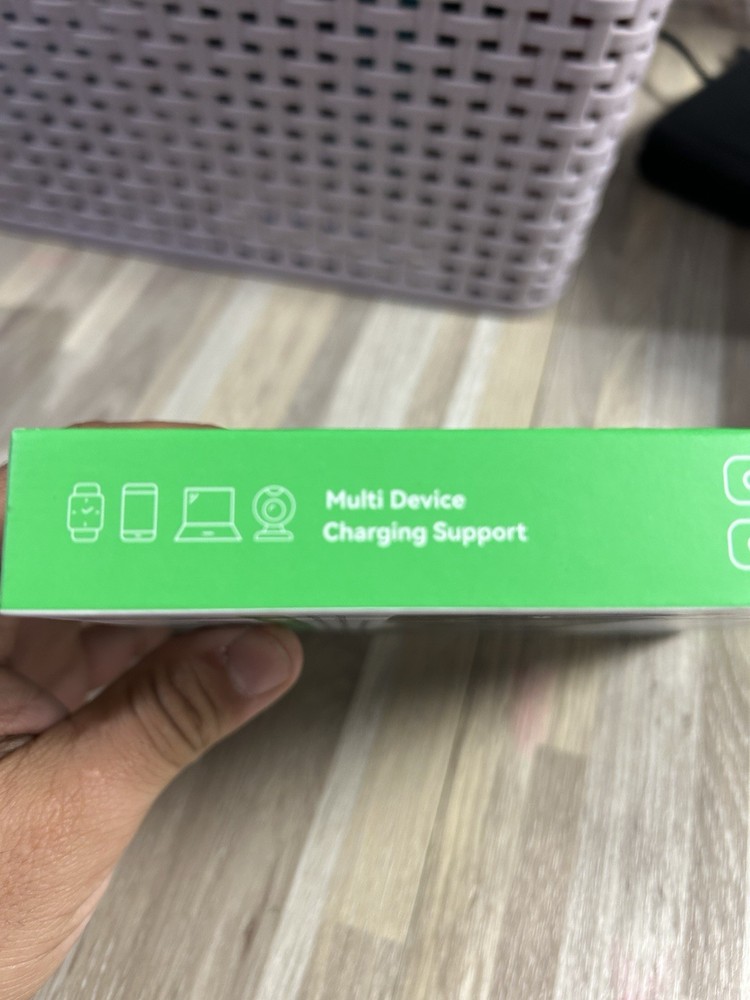 Multi Device
Charging Support